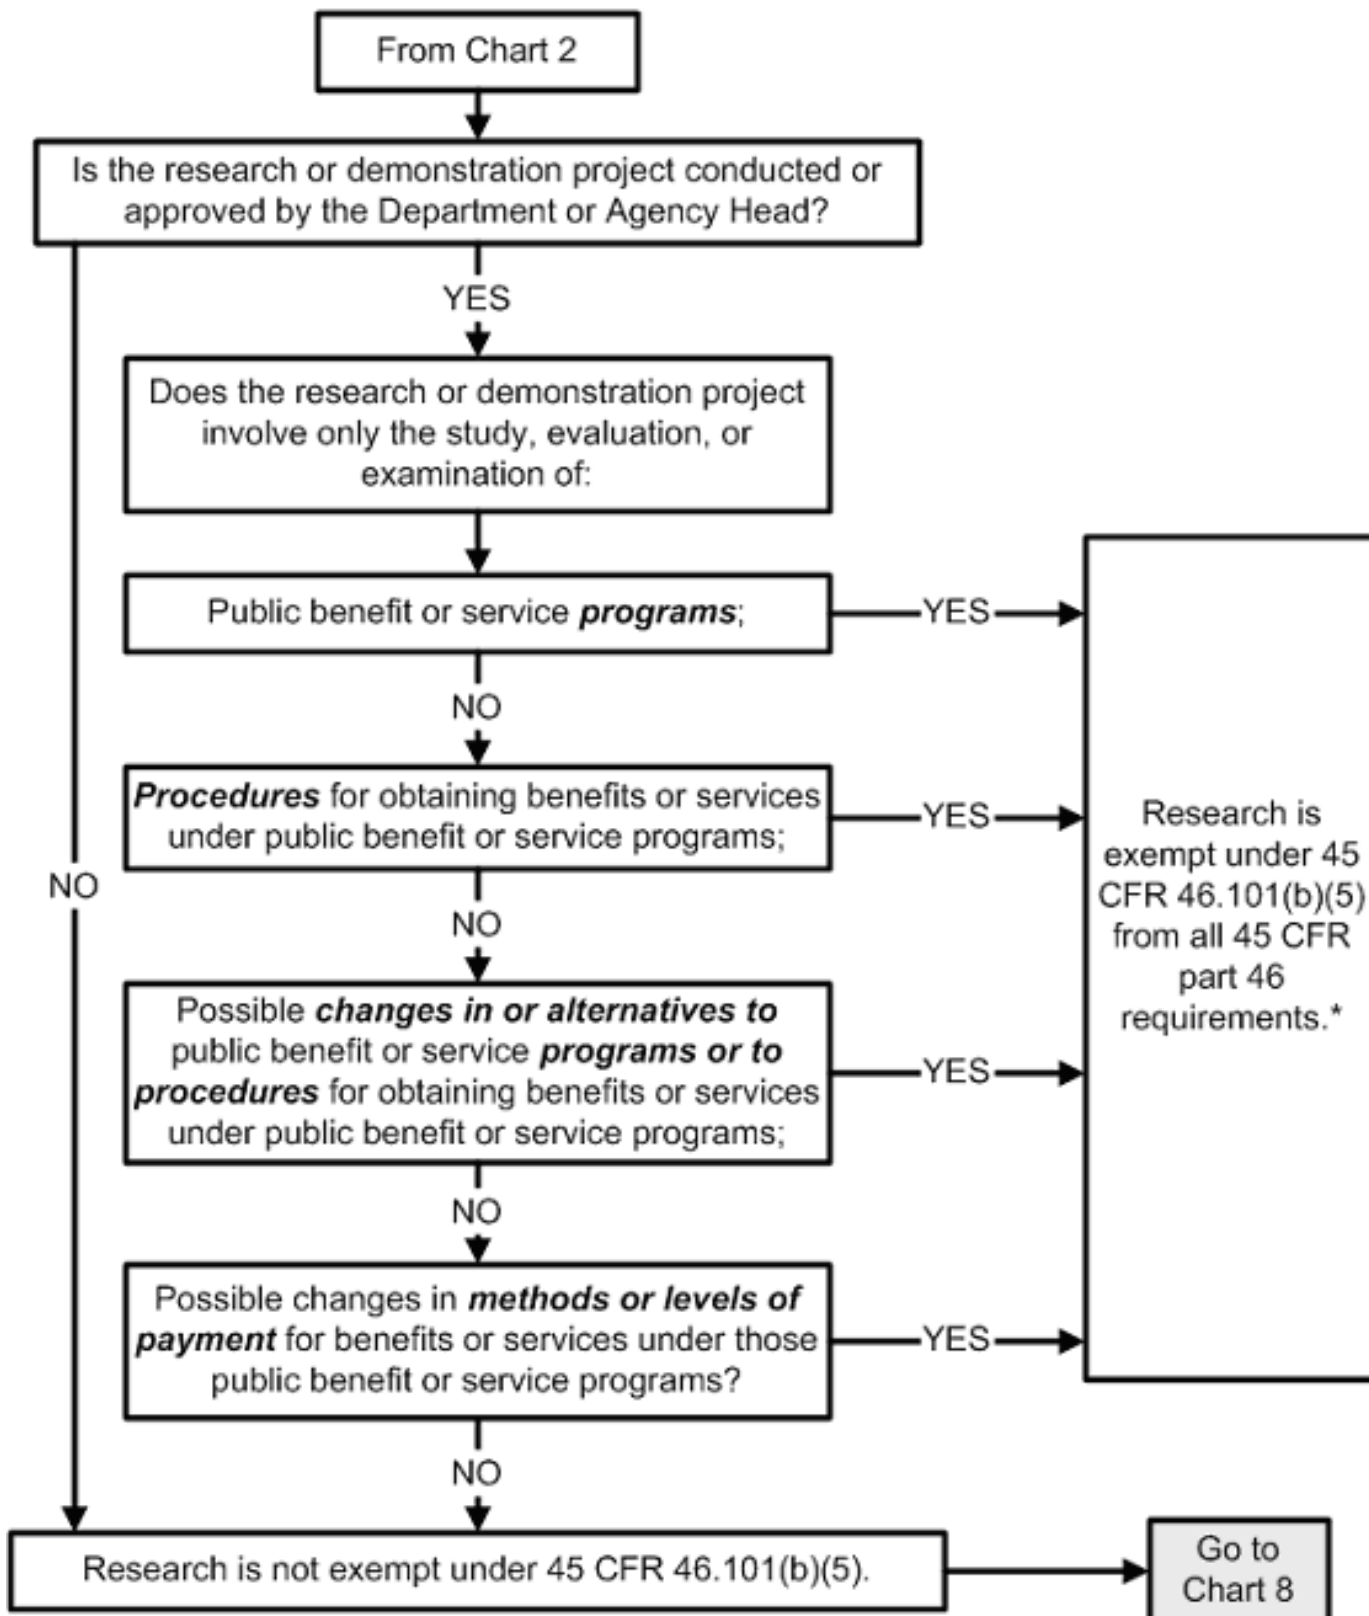 From Chart 2
Is the research or demonstration project conducted or
approved by the Department or Agency Head?
YES
Does the research or demonstration project
involve only the study, evaluation, or
examination of:
Public benefit or service programs;
YES
NO
Procedures for obtaining benefits or services
under public benefit or service programs;
YES
NO
NO
Possible changes in or alternatives to
public benefit or service programs or to
procedures for obtaining benefits or services
under public benefit or service programs;
YES
NO
Possible changes in methods or levels of
payment for benefits or services under those
public benefit or service programs?
YES
NO
Research is
exempt under 45
CFR 46.101(b)(5)
from all 45 CFR
part 46
requirements.*
Research is not exempt under 45 CFR 46.101(b)(5).
Go to
Chart 8